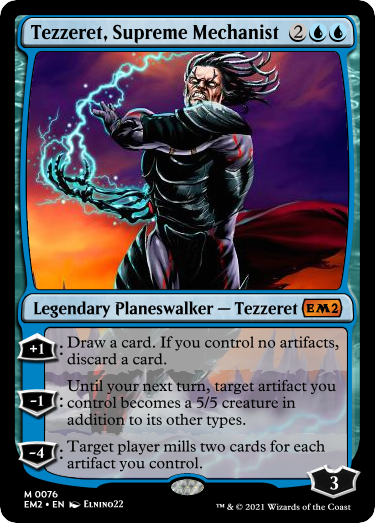 Tezzeret, Supreme Mechanist 2
Legendary Planeswalker — Tezzeret EM2
+1: Draw a card. If you control no artifacts,
discard a card.
Until your next turn, target artifact you
-1: control becomes a 5/5 creature in
addition to its other types.
-4: Target player mills two cards for each
artifact you control.
3
M 0076
EM2 • EN Elnino22
™ & © 2021 Wizards of the Coast